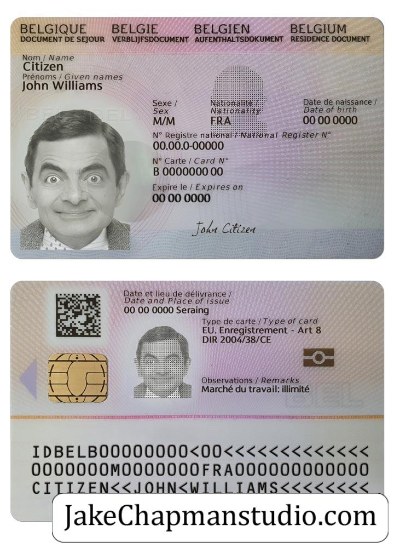 BELGIQUE BELGIE BELGIEN BELGIUM
DOCUMENT DE SEJOUR VERBLIJFSDOCUMENT AUFENTHALTSDOKUMENT RESIDENCE DOCUMENT
Nom / Name
Citizen
Prénoms / Given names
John Williams
Sexe / Sex Nationalité / Nationality Date de naissance / Date of birth
M/M FRA 00 00 0000
N° Registre national / National Register N°
00.00.0-00000
N° Carte / Card N°
B 0000000 00
Expire le / Expires on
00 00 0000
John Citizen
Date et lieu de délivrance /
Date and Place of issue
00 00 0000 Seraing
Type de carte / Type of card
EU. Enregistrement - Art 8
DIR 2004/38/CE
Observations / Remarks
Marché du travail: illimité
IDBELB00000000<00<<<<<<<<<<<<<
0000000M0000000FRA000000000000
CITIZEN<<JOHN<WILLIAMS<<<<<<<<
JakeChapmanstudio.com